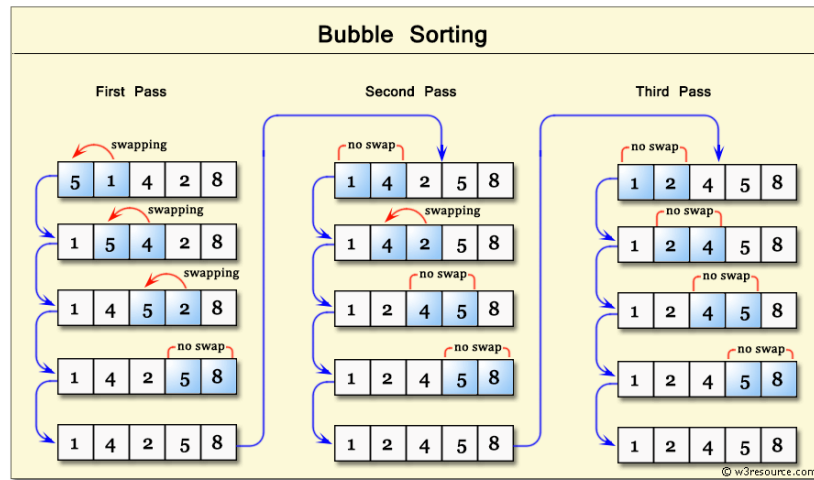 Bubble Sorting
First Pass
swapping
5 1 4 2 8
swapping
1 5 4 2 8
swapping
1 4 5 2 8
no swap
1 4 2 5 8
1 4 2 5 8
Second Pass
no swap
1 4 2 5 8
swapping
1 4 2 5 8
no swap
1 2 4 5 8
no swap
1 2 4 5 8
1 2 4 5 8
Third Pass
no swap
1 2 4 5 8
no swap
1 2 4 5 8
no swap
1 2 4 5 8
no swap
1 2 4 5 8
1 2 4 5 8
© w3resource.com